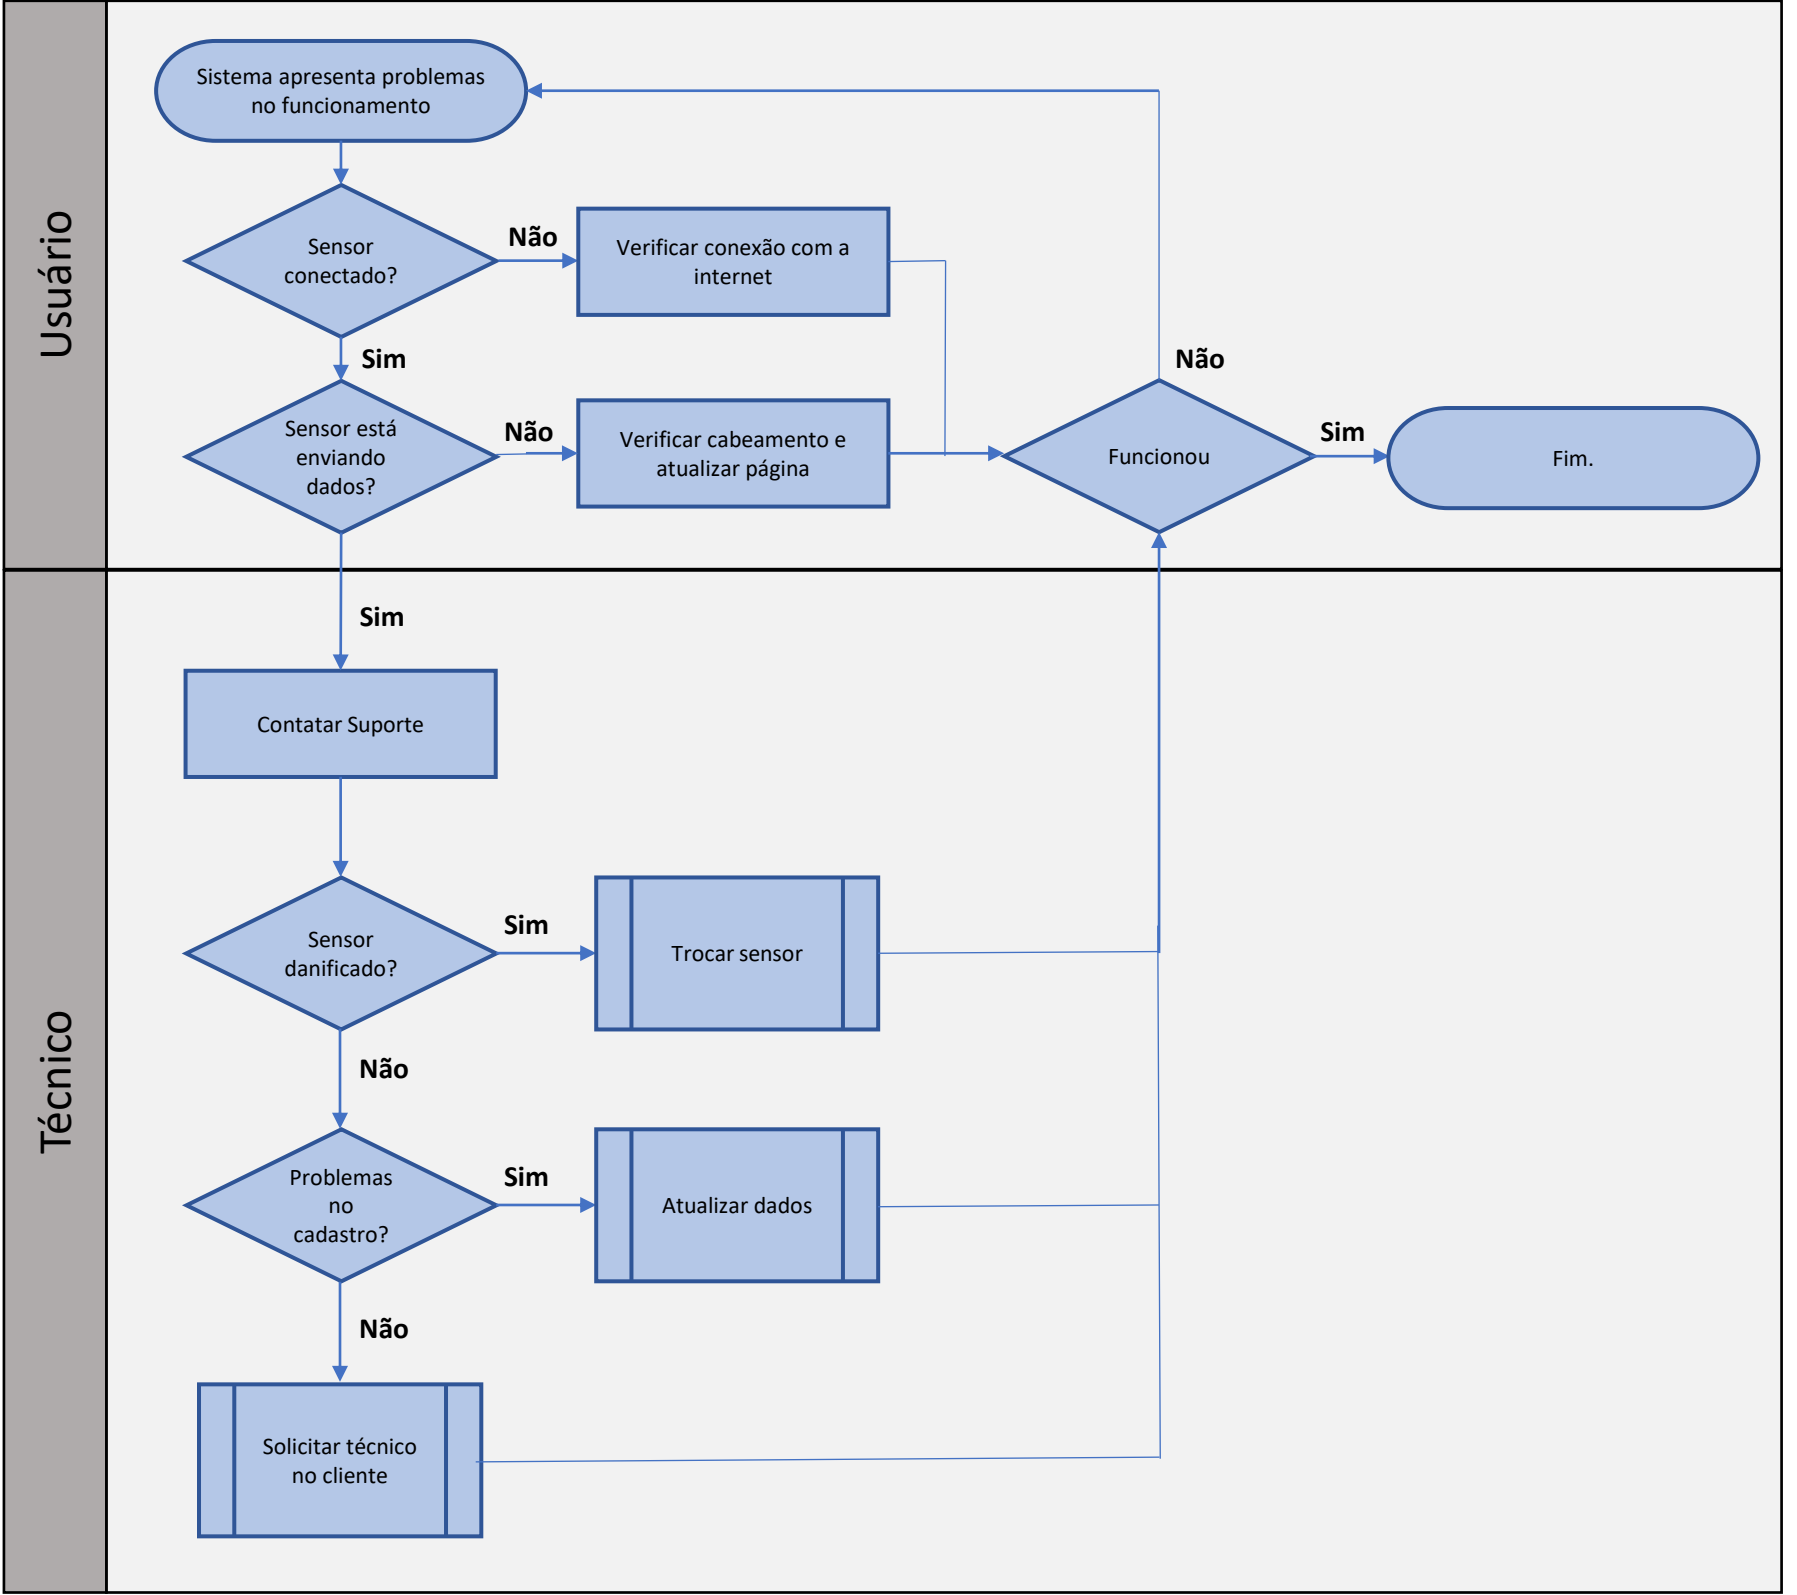 Usuário
Sistema apresenta problemas
no funcionamento
Sensor
conectado?
Não
Verificar conexão com a
internet
Sim
Sensor está
enviando
dados?
Não
Verificar cabeamento e
atualizar página
Não
Funcionou
Sim
Fim.
Técnico
Sim
Contatar Suporte
Sensor
danificado?
Sim
Trocar sensor
Não
Problemas
no
cadastro?
Sim
Atualizar dados
Não
Solicitar técnico
no cliente